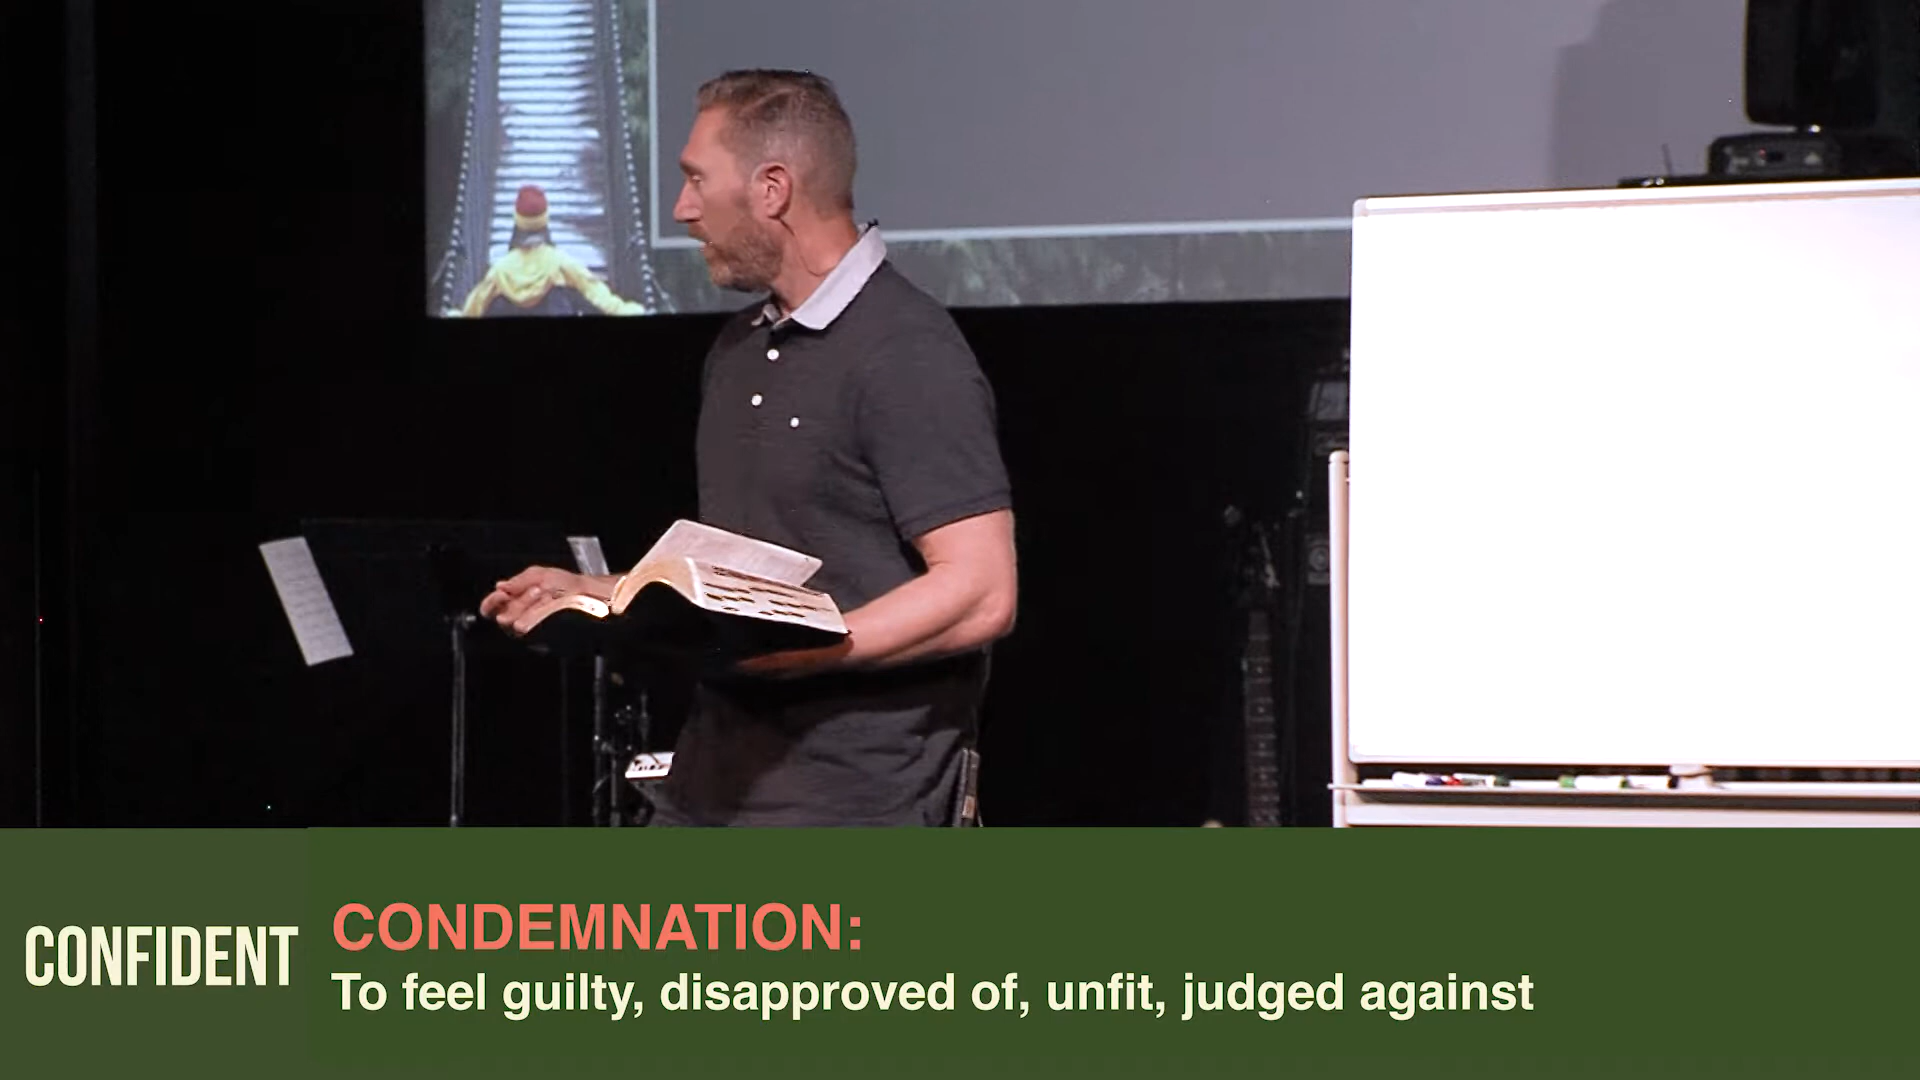 CONFIDENT
CONDEMNATION:
To feel guilty, disapproved of, unfit, judged against